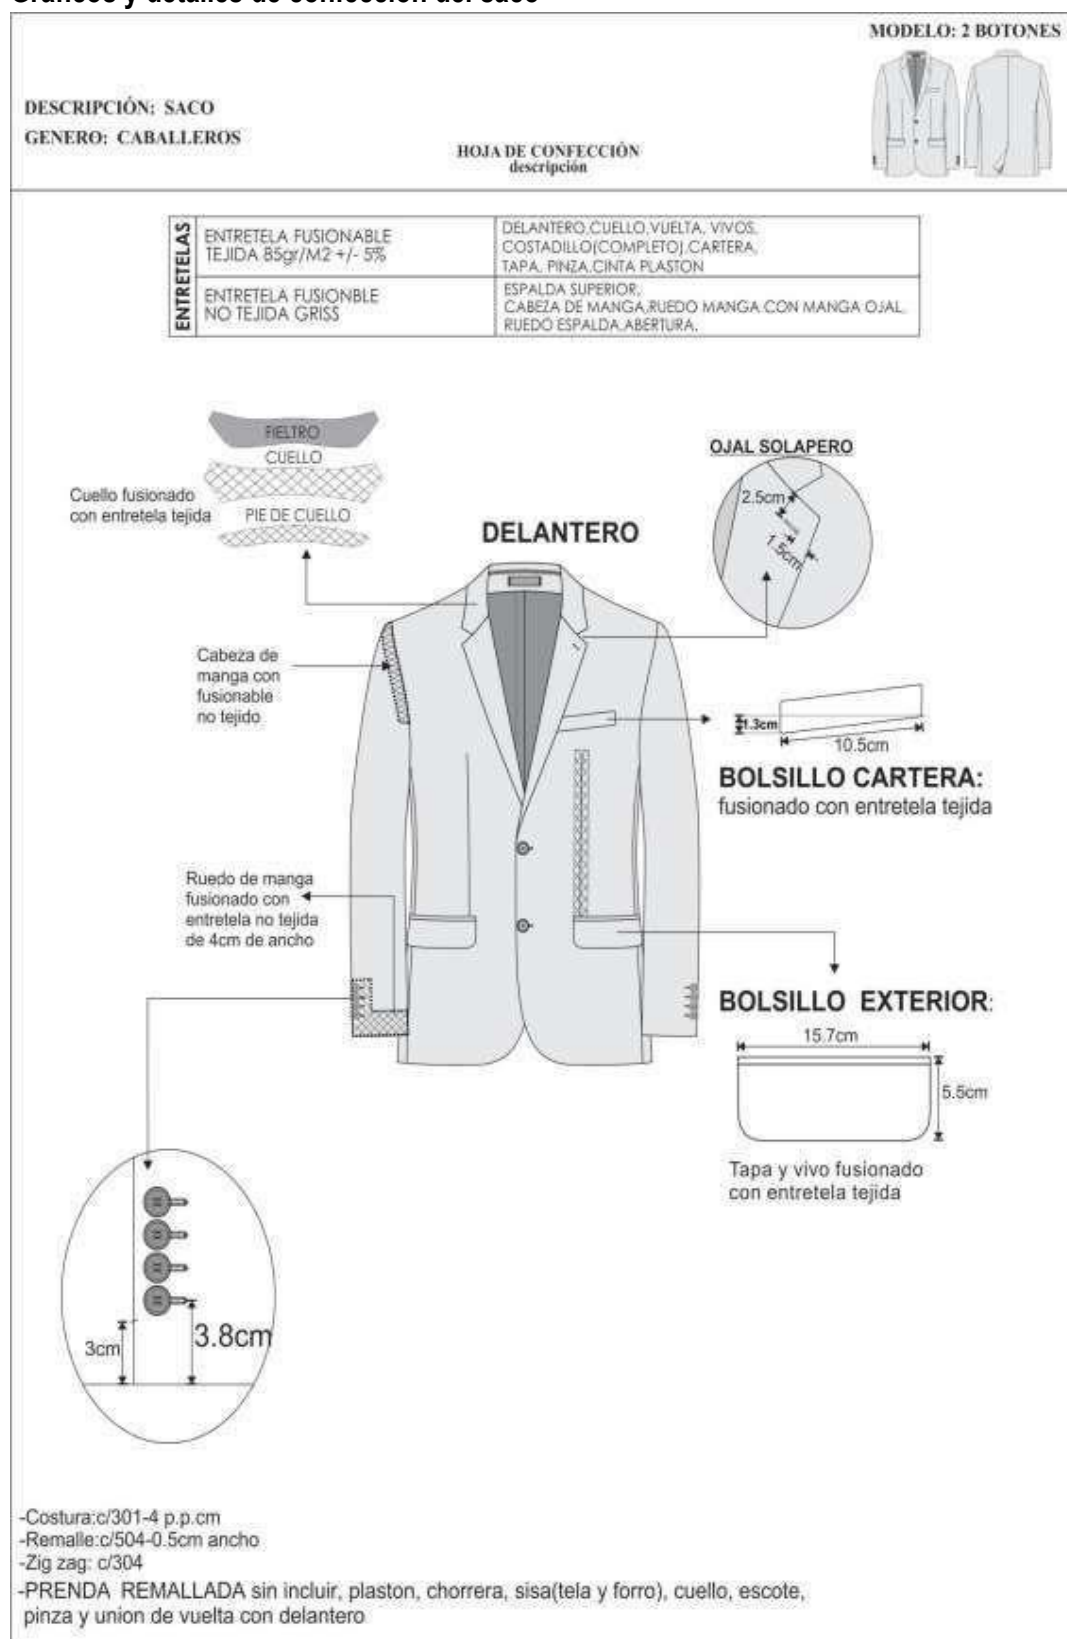 Gráficos y detalles de confección del saco
MODELO: 2 BOTONES
DESCRIPCIÓN: SACO
GENERO: CABALLEROS
HOJA DE CONFECCIÓN
descripción
ENTRETELAS
ENTRETELA FUSIONABLE
TEJIDA 85gr/M2 +/- 5%
DELANTERO,CUELLO,VUELTA, VIVOS,
COSTADILLO(COMPLETO),CARTERA,
TAPA, PINZA,CINTA PLASTON
ENTRETELA FUSIONBLE
NO TEJIDA GRISS
ESPALDA SUPERIOR,
CABEZA DE MANGA,RUEDO MANGA CON MANGA OJAL,
RUEDO ESPALDA,ABERTURA,
FIELTRO
CUELLO
Cuello fusionado
con entretela tejida
PIE DE CUELLO
OJAL SOLAPERO
2.5cm
1.5cm
DELANTERO
Cabeza de
manga con
fusionable
no tejido
1.3cm
10.5cm
BOLSILLO CARTERA:
fusionado con entretela tejida
Ruedo de manga
fusionado con
entretela no tejida
de 4cm de ancho
BOLSILLO EXTERIOR:
15.7cm
5.5cm
Tapa y vivo fusionado
con entretela tejida
3cm
3.8cm
-Costura:c/301-4 p.p.cm
-Remalle:c/504-0.5cm ancho
-Zig zag: c/304
-PRENDA REMALLADA sin incluir, plaston, chorrera, sisa(tela y forro), cuello, escote,
pinza y union de vuelta con delantero